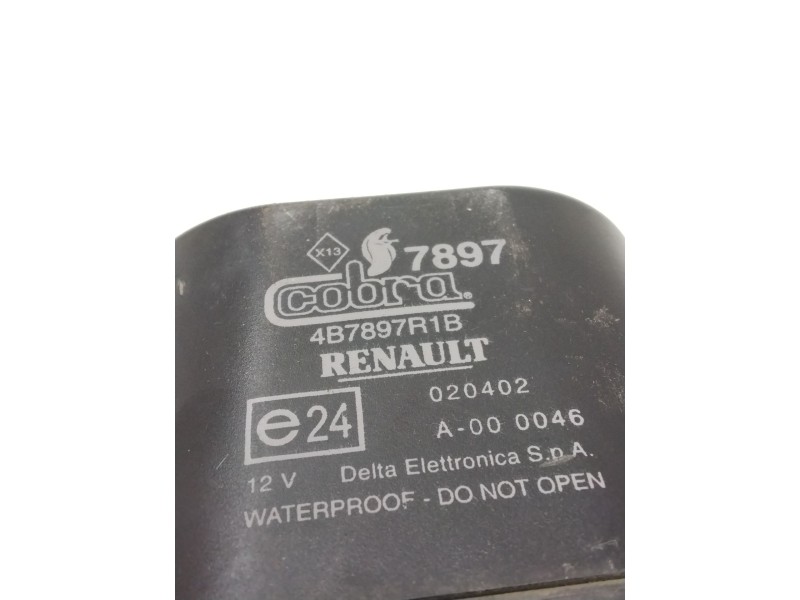 X13 7897
cobra®
4B7897R1B
RENAULT
020402
e24 A-00 0046
12 V Delta Elettronica S.p.A.
WATERPROOF - DO NOT OPEN